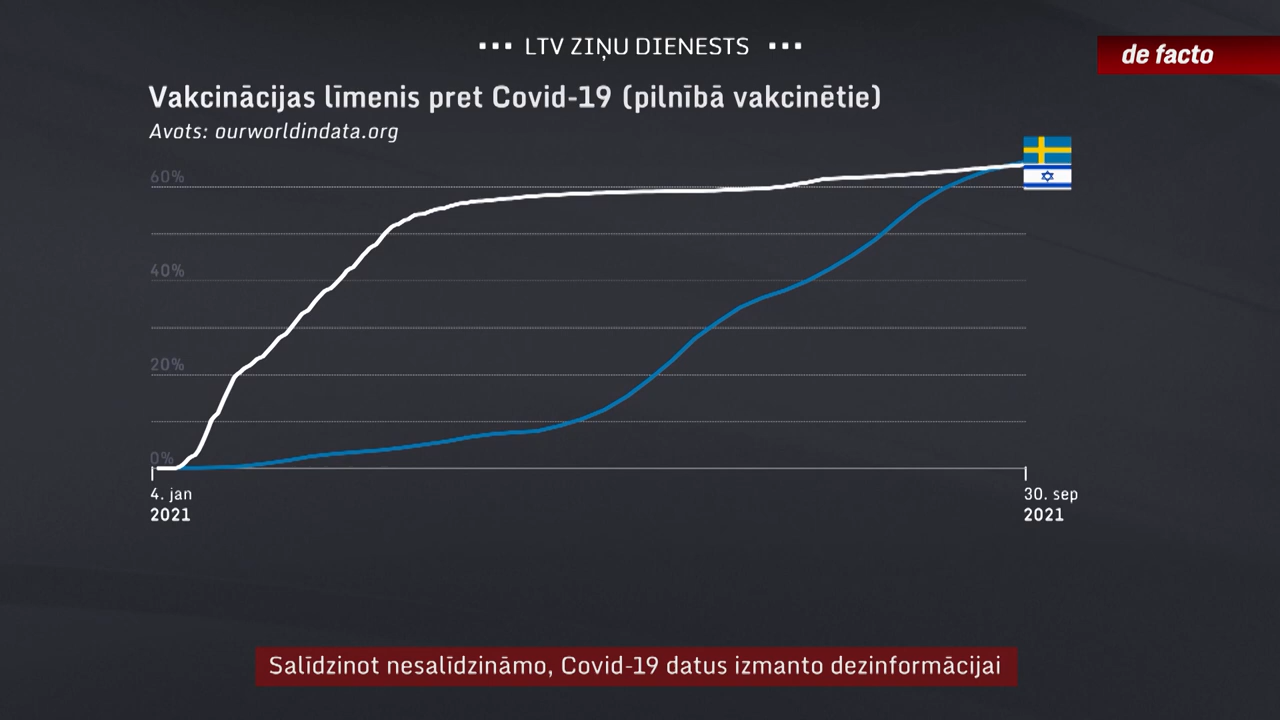 LTV ZIŅU DIENESTS
de facto
Vakcinācijas līmenis pret Covid-19 (pilnībā vakcinētie)
Avots: ourworldindata.org
60%
40%
20%
0%
4. jan
2021
30. sep
2021
Salīdzinot nesalīdzināmo, Covid-19 datus izmanto dezinformācijai